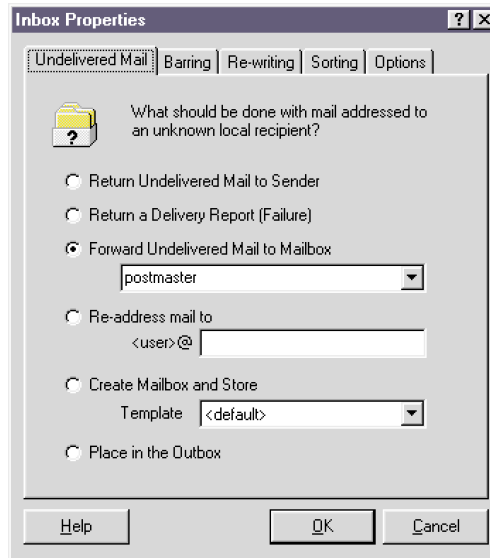 Inbox Properties
Undelivered Mail Barring Re-writing Sorting Options
What should be done with mail addressed to
an unknown local recipient?
Return Undelivered Mail to Sender
Return a Delivery Report (Failure)
Forward Undelivered Mail to Mailbox
postmaster
Re-address mail to
<user>@
Create Mailbox and Store
Template <default>
Place in the Outbox
Help OK Cancel